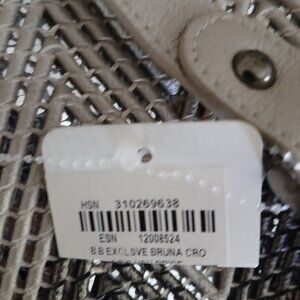 HSN 310269638
ESN 12008524
B.B EXCLSVE BRUNA CRO